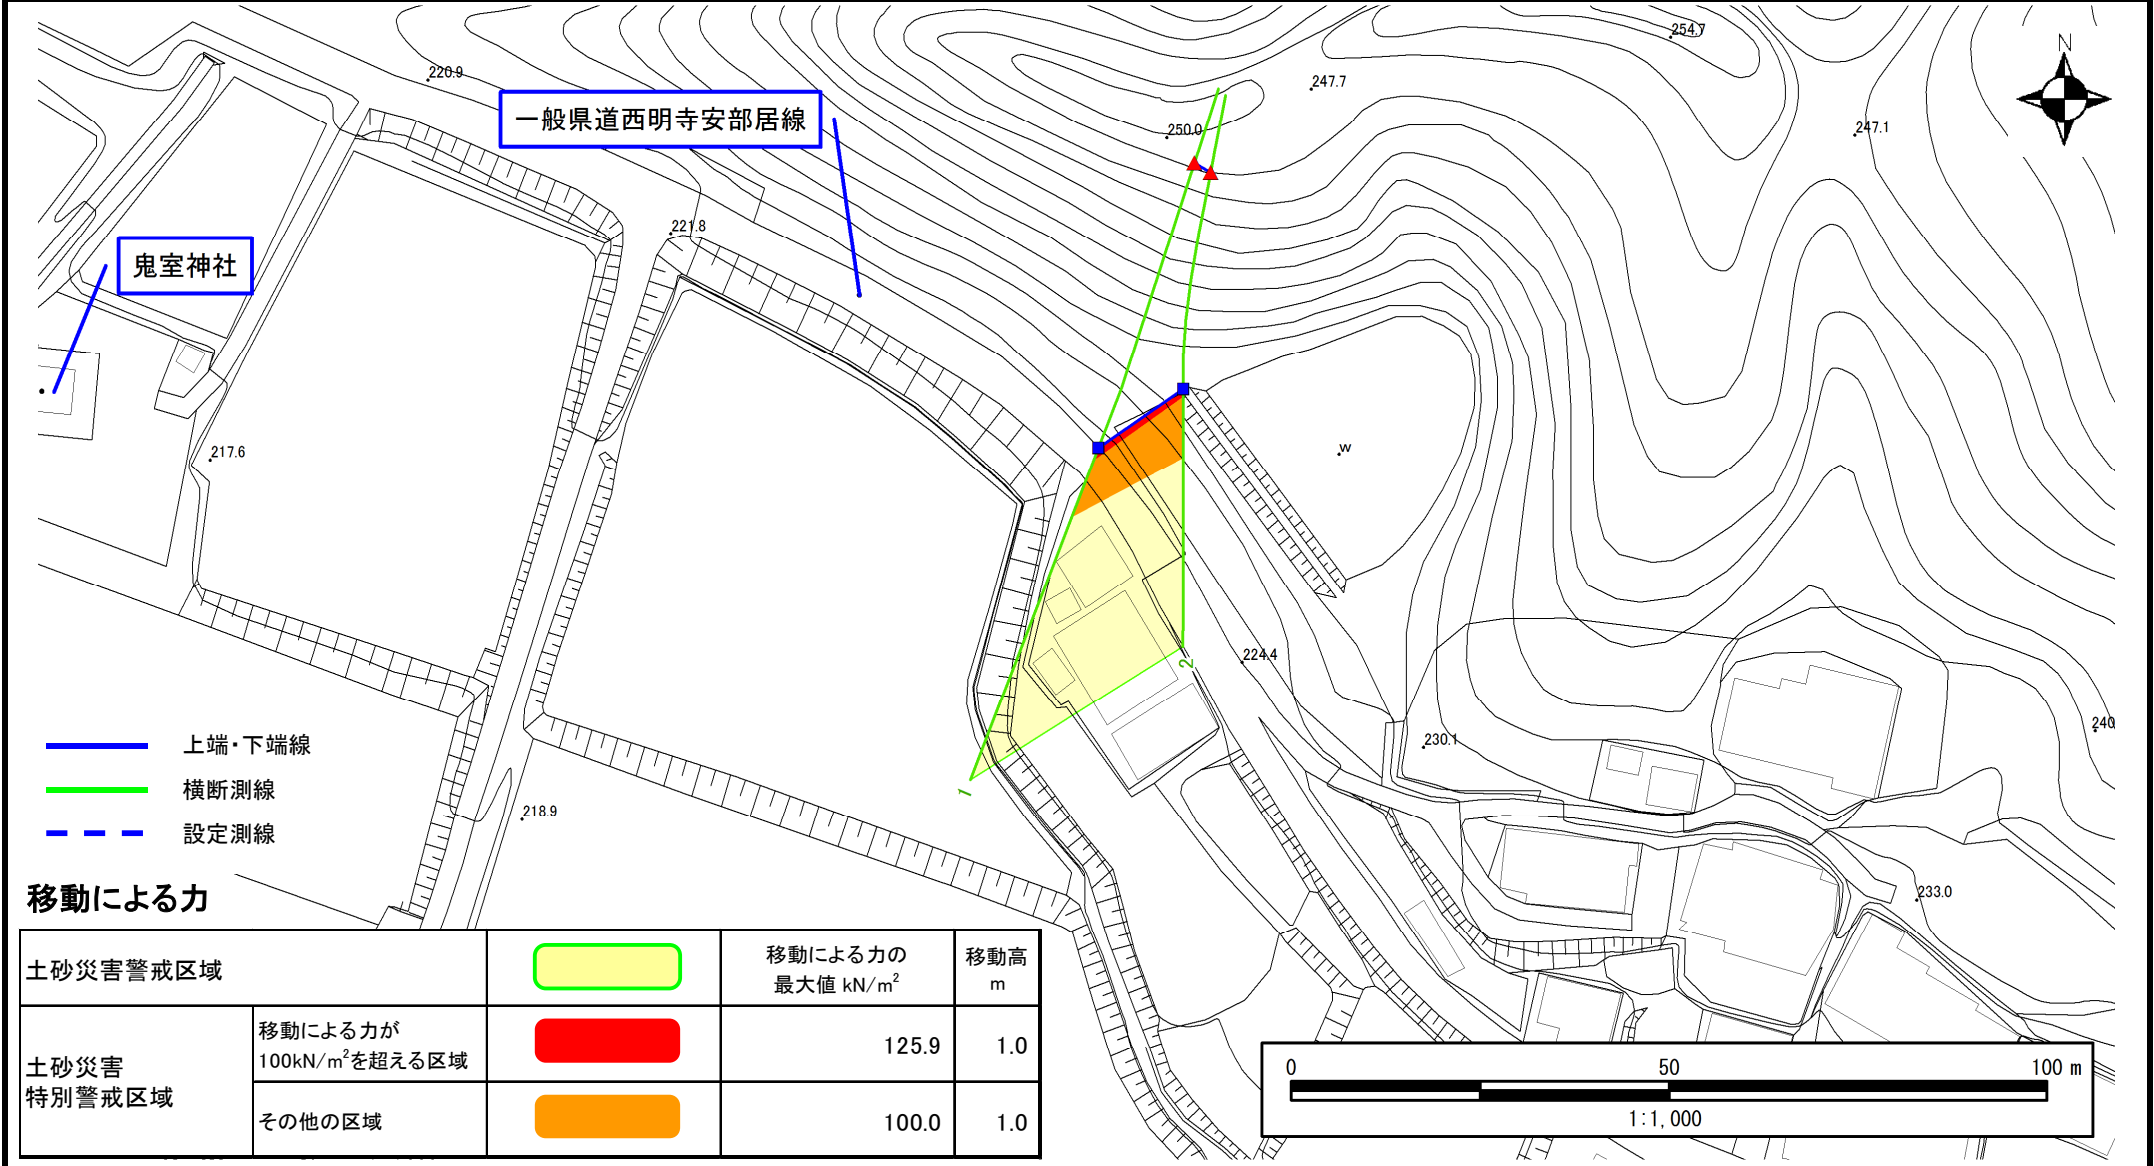 254.7
N
220.9
247.7
一般県道西明寺安部居線
250.0
247.1
221.8
鬼室神社
217.6
w
224.4
2
240
230.1
上端・下端線
1
横断測線
218.9
設定測線
移動による力
233.0
土砂災害警戒区域
移動による力の
最大値 kN/m²
移動高
m
土砂災害
特別警戒区域
移動による力が
100kN/m²を超える区域
125.9
1.0
その他の区域
100.0
1.0
0 50 100 m
1:1,000